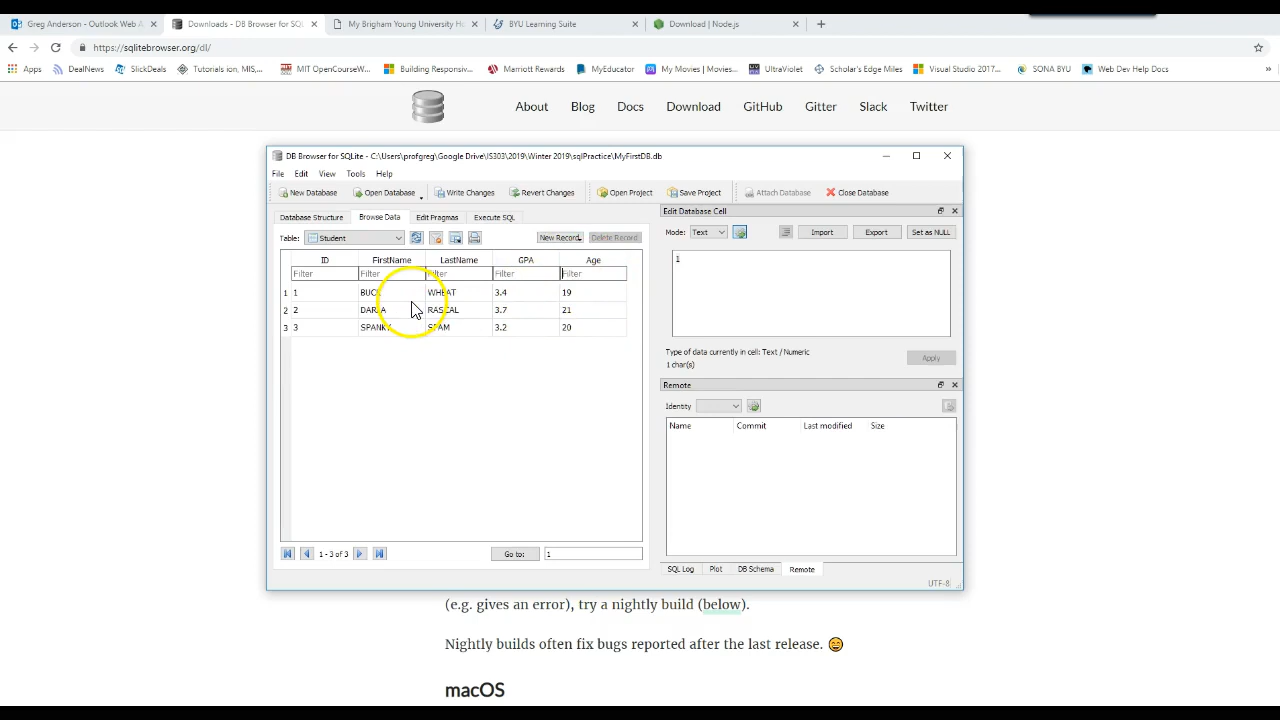 Greg Anderson - Outlook Web A
Downloads - DB Browser for SQL
My Brigham Young University Ho
BYU Learning Suite
Download | Node.js
https://sqlitebrowser.org/dl/
Apps
DealNews
SlickDeals
Tutorials ion, MIS,...
MIT OpenCourseW...
Building Responsiv...
Marriott Rewards
MyEducator
My Movies | Movies...
UltraViolet
Scholar's Edge Miles
Visual Studio 2017...
SONA BYU
Web Dev Help Docs
About Blog Docs Download GitHub Gitter Slack Twitter
DB Browser for SQLite - C:\Users\profgreg\Google Drive\IS303\2019\Winter 2019\sqlPractice\MyFirstDB.db
File Edit View Tools Help
New Database Open Database Write Changes Revert Changes Open Project Save Project Attach Database Close Database
Database Structure Browse Data Edit Pragmas Execute SQL
Table: Student New Record Delete Record
ID FirstName LastName GPA Age
Filter Filter Filter Filter Filter
1 1 BUCK WHEAT 3.4 19
2 2 DARLA RASCAL 3.7 21
3 3 SPANKY SPAM 3.2 20
1 - 3 of 3 Go to: 1
Edit Database Cell
Mode: Text Import Export Set as NULL
1
Type of data currently in cell: Text / Numeric
1 char(s)
Apply
Remote
Identity
Name Commit Last modified Size
SQL Log Plot DB Schema Remote
UTF-8
(e.g. gives an error), try a nightly build (below).
Nightly builds often fix bugs reported after the last release. 😄
macOS